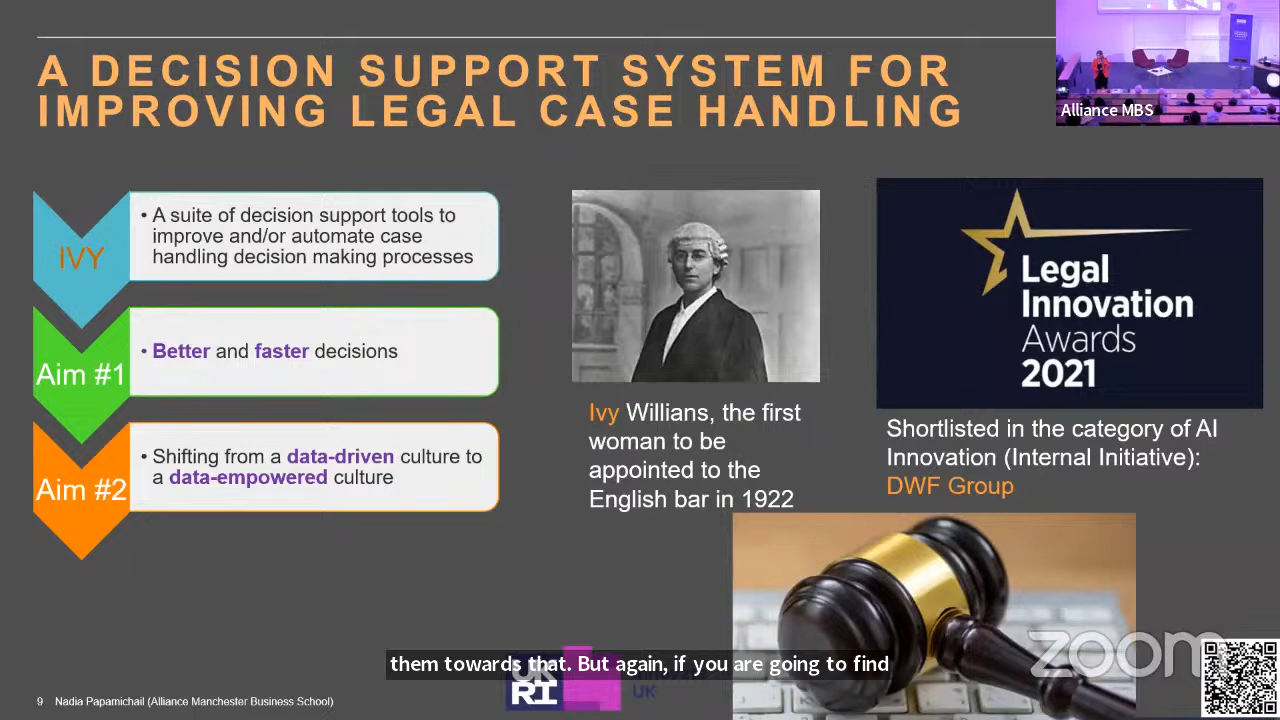 A DECISION SUPPORT SYSTEM FOR
IMPROVING LEGAL CASE HANDLING
Alliance MBS
IVY
• A suite of decision support tools to
improve and/or automate case
handling decision making processes
Aim #1
• Better and faster decisions
Aim #2
• Shifting from a data-driven culture to
a data-empowered culture
Ivy Willians, the first
woman to be
appointed to the
English bar in 1922
Legal
Innovation
Awards
2021
Shortlisted in the category of AI
Innovation (Internal Initiative):
DWF Group
them towards that. But again, if you are going to find
UK
RI
UK
zoom
9 Nadia Papamichail (Alliance Manchester Business School)